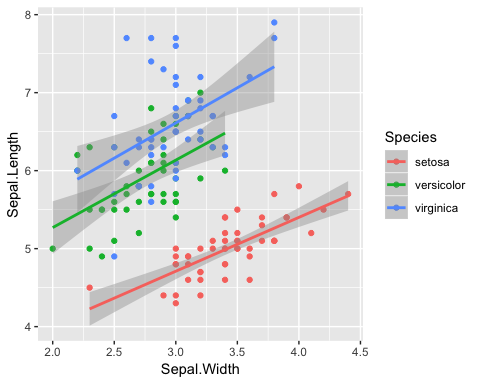 8
7
6
5
4
Sepal.Length
2.0 2.5 3.0 3.5 4.0 4.5
Sepal.Width
Species
setosa
versicolor
virginica